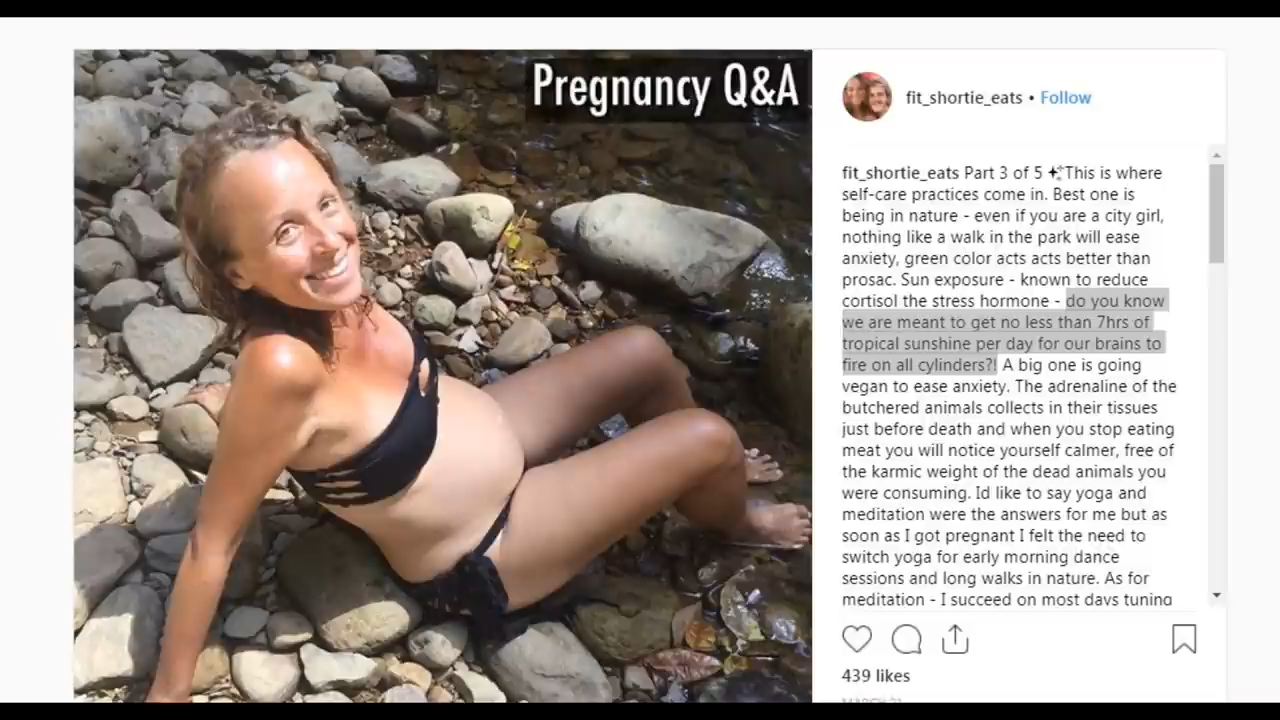 Pregnancy Q&A
fit_shortie_eats • Follow
fit_shortie_eats Part 3 of 5 ✨This is where
self-care practices come in. Best one is
being in nature - even if you are a city girl,
nothing like a walk in the park will ease
anxiety, green color acts acts better than
prosac. Sun exposure - known to reduce
cortisol the stress hormone - do you know
we are meant to get no less than 7hrs of
tropical sunshine per day for our brains to
fire on all cylinders?! A big one is going
vegan to ease anxiety. The adrenaline of the
butchered animals collects in their tissues
just before death and when you stop eating
meat you will notice yourself calmer, free of
the karmic weight of the dead animals you
were consuming. Id like to say yoga and
meditation were the answers for me but as
soon as I got pregnant I felt the need to
switch yoga for early morning dance
sessions and long walks in nature. As for
meditation - I succeed on most days tuning
439 likes